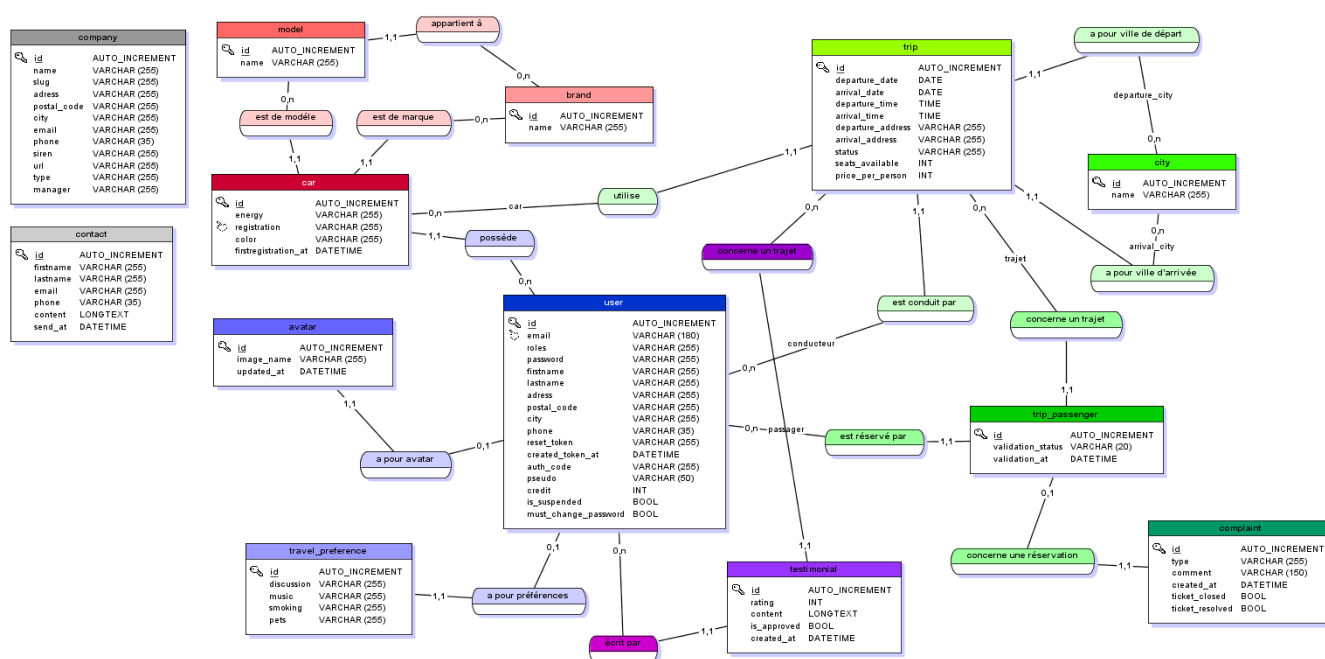 company
id AUTO_INCREMENT
name VARCHAR (255)
slug VARCHAR (255)
adress VARCHAR (255)
postal_code VARCHAR (255)
city VARCHAR (255)
email VARCHAR (255)
phone VARCHAR (35)
siren VARCHAR (255)
url VARCHAR (255)
type VARCHAR (255)
manager VARCHAR (255)
contact
id AUTO_INCREMENT
firstname VARCHAR (255)
lastname VARCHAR (255)
email VARCHAR (255)
phone VARCHAR (35)
content LONGTEXT
send_at DATETIME
model
id AUTO_INCREMENT
name VARCHAR (255)
1,1
appartient à
0,n
brand
id AUTO_INCREMENT
name VARCHAR (255)
0,n
est de modéle
1,1
0,n
est de marque
1,1
car
id AUTO_INCREMENT
energy VARCHAR (255)
registration VARCHAR (255)
color VARCHAR (255)
firstregistration_at DATETIME
0,n
car
utilise
1,1
1,1
possède
0,n
trip
id AUTO_INCREMENT
departure_date DATE
arrival_date DATE
departure_time TIME
arrival_time TIME
departure_address VARCHAR (255)
arrival_address VARCHAR (255)
status VARCHAR (255)
seats_available INT
price_per_person INT
1,1
a pour ville de départ
departure_city
0,n
city
id AUTO_INCREMENT
name VARCHAR (255)
0,n
arrival_city
1,1
a pour ville d'arrivée
0,n
concerne un trajet
1,1
1,1
est conduit par
conducteur
0,n
0,n
trajet
concerne un trajet
1,1
user
id AUTO_INCREMENT
email VARCHAR (180)
roles VARCHAR (255)
password VARCHAR (255)
firstname VARCHAR (255)
lastname VARCHAR (255)
adress VARCHAR (255)
postal_code VARCHAR (255)
city VARCHAR (255)
phone VARCHAR (35)
reset_token VARCHAR (255)
created_token_at DATETIME
auth_code VARCHAR (255)
pseudo VARCHAR (50)
credit INT
is_suspended BOOL
must_change_password BOOL
avatar
id AUTO_INCREMENT
image_name VARCHAR (255)
updated_at DATETIME
1,1
a pour avatar
0,1
0,n
passager
est réservé par
1,1
trip_passenger
id AUTO_INCREMENT
validation_status VARCHAR (20)
validation_at DATETIME
0,1
concerne une réservation
1,1
complaint
id AUTO_INCREMENT
type VARCHAR (255)
comment VARCHAR (150)
created_at DATETIME
ticket_closed BOOL
ticket_resolved BOOL
travel_preference
id AUTO_INCREMENT
discussion VARCHAR (255)
music VARCHAR (255)
smoking VARCHAR (255)
pets VARCHAR (255)
1,1
a pour préférences
0,1
0,n
écrit par
1,1
testimonial
id AUTO_INCREMENT
rating INT
content LONGTEXT
is_approved BOOL
created_at DATETIME